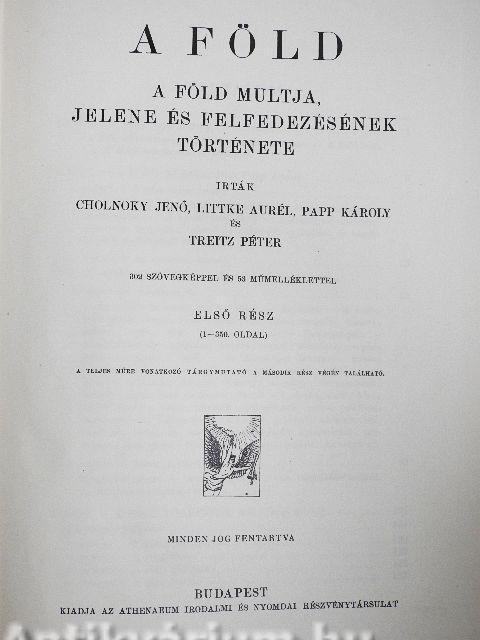 A FÖLD
A FÖLD MULTJA,
JELENE ÉS FELFEDEZÉSÉNEK
TÖRTÉNETE
IRTÁK
CHOLNOKY JENŐ, LITTKE AURÉL, PAPP KÁROLY
ÉS
TREITZ PÉTER
302 SZÖVEGKÉPPEL ÉS 53 MŰMELLÉKLETTEL
ELSŐ RÉSZ
(1—350. OLDAL)
A TELJES MŰRE VONATKOZÓ TÁRGYMUTATÓ A MÁSODIK RÉSZ VÉGÉN TALÁLHATÓ.
MINDEN JOG FENTARTVA
BUDAPEST
KIADJA AZ ATHENAEUM IRODALMI ÉS NYOMDAI RÉSZVÉNYTÁRSULAT
Antikvárium.hu